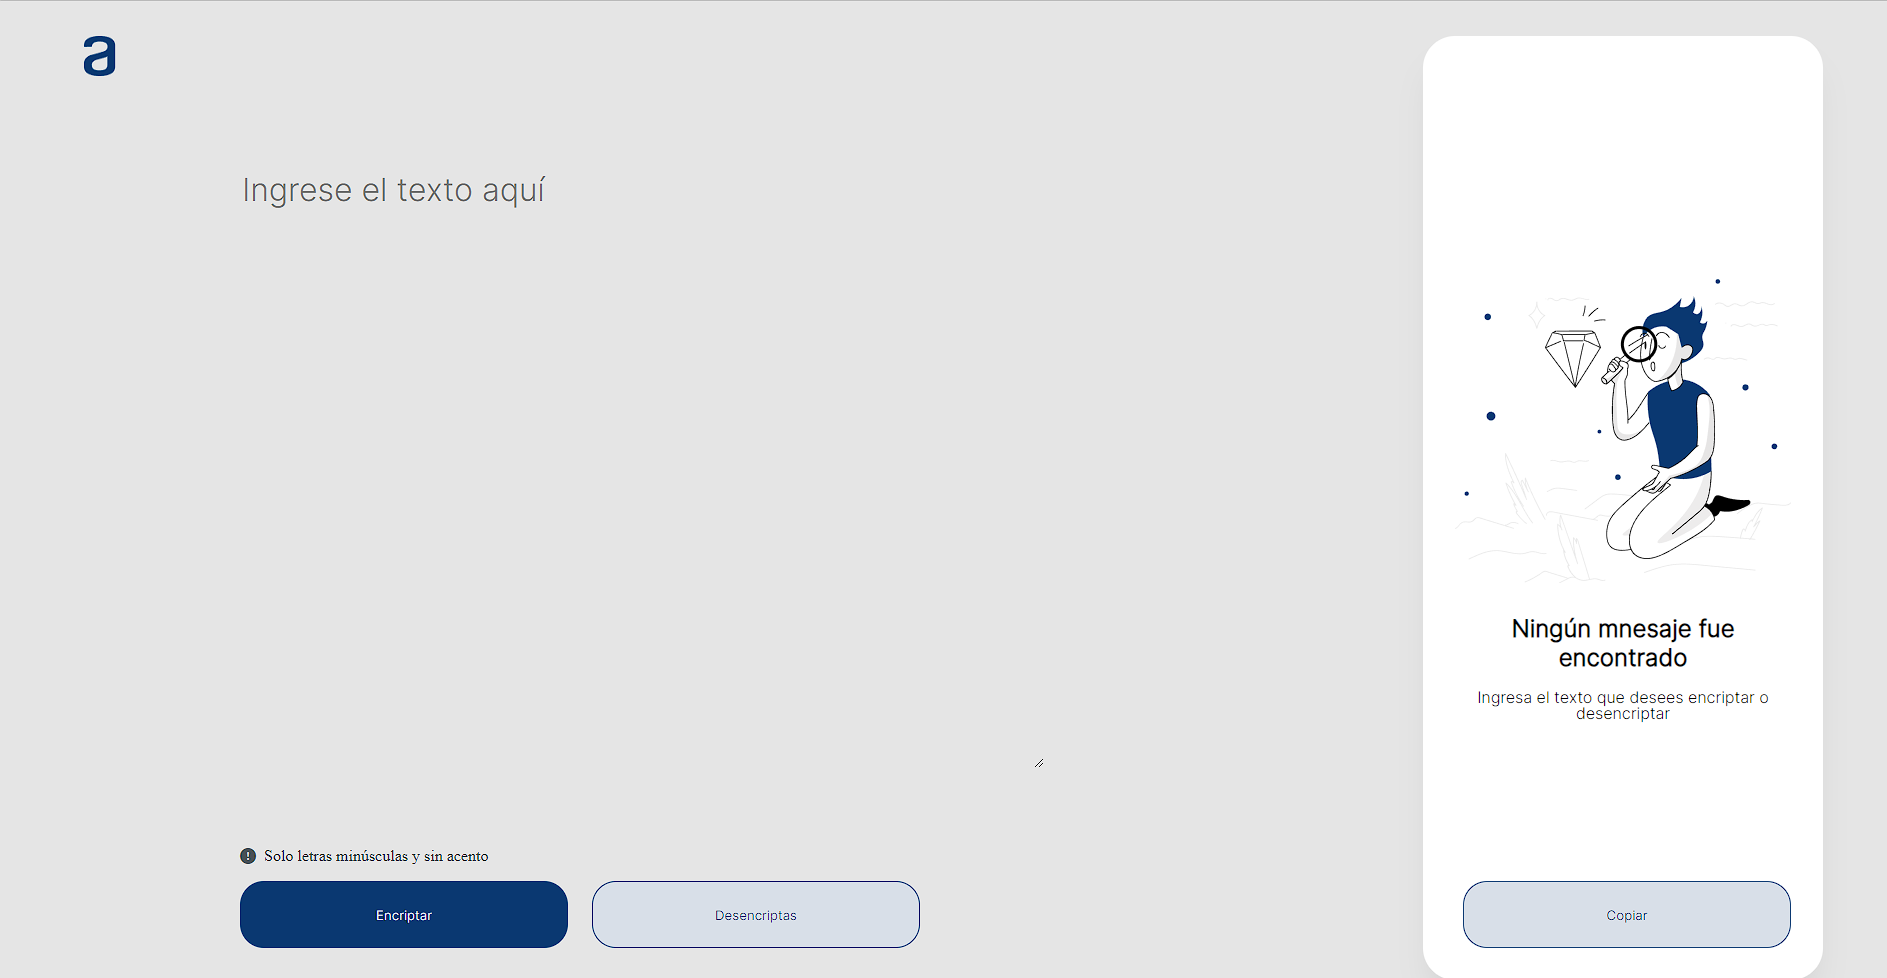 a
Ingrese el texto aquí
Solo letras minúsculas y sin acento
Encriptar
Desencriptas
Ningún mnesaje fue
encontrado
Ingresa el texto que desees encriptar o
desencriptar
Copiar